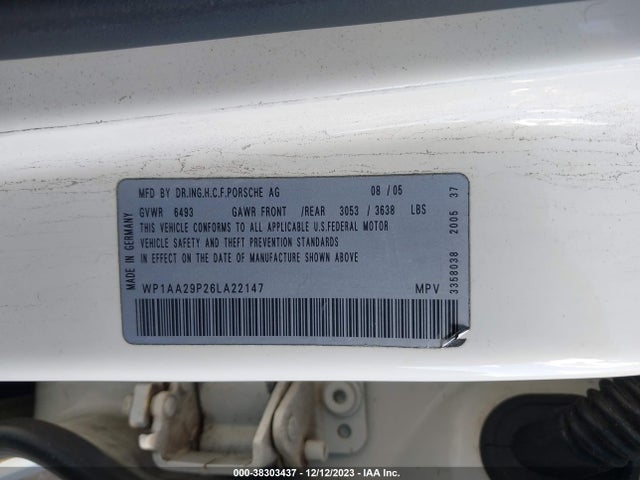 MFD BY DR.ING.H.C.F.PORSCHE AG 08 / 05
GVWR 6493 GAWR FRONT /REAR 3053 / 3638 LBS
THIS VEHICLE CONFORMS TO ALL APPLICABLE U.S.FEDERAL MOTOR
VEHICLE SAFETY AND THEFT PREVENTION STANDARDS
IN EFFECT ON THE DATE OF MANUFACTURE SHOWN ABOVE
WP1AA29P26LA22147 MPV
MADE IN GERMANY
3358038 2005 37
000-38303437 - 12/12/2023 - IAA Inc.